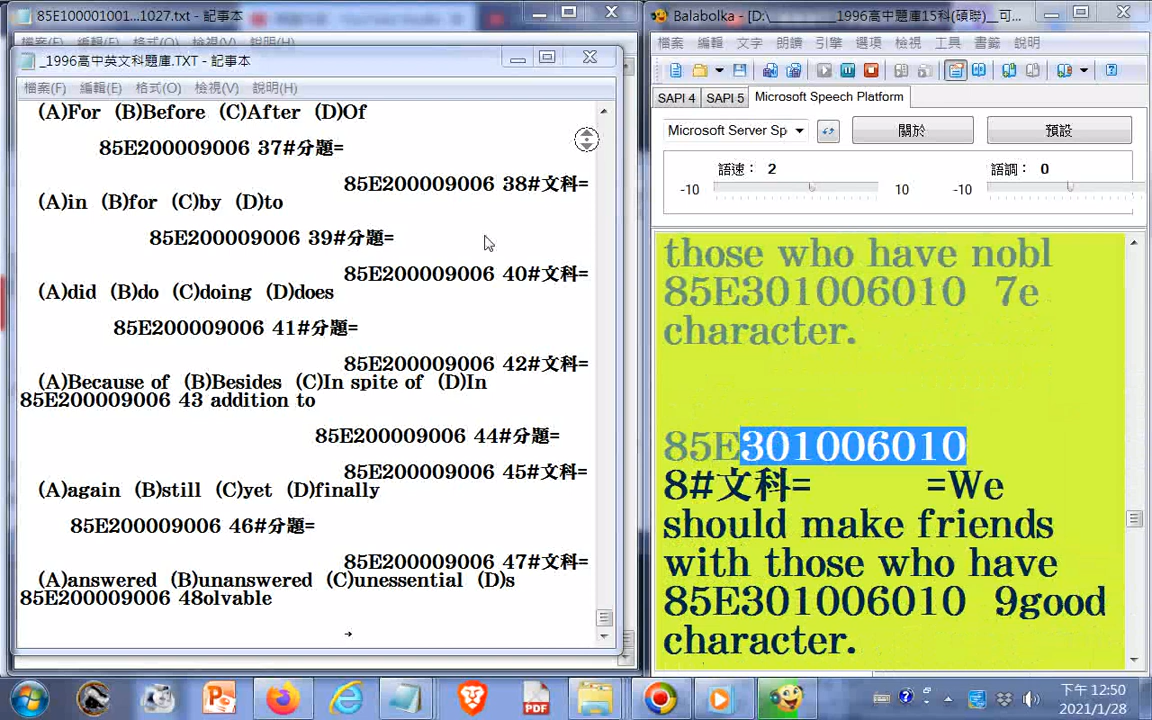 85E100001001...1027.txt - 記事本
_1996高中英文科題庫.TXT - 記事本
檔案(F) 編輯(E) 格式(O) 檢視(V) 說明(H)
(A)For (B)Before (C)After (D)Of
85E200009006 37#分題=
85E200009006 38#文科=
(A)in (B)for (C)by (D)to
85E200009006 39#分題=
85E200009006 40#文科=
(A)did (B)do (C)doing (D)does
85E200009006 41#分題=
85E200009006 42#文科=
(A)Because of (B)Besides (C)In spite of (D)In
85E200009006 43 addition to
85E200009006 44#分題=
85E200009006 45#文科=
(A)again (B)still (C)yet (D)finally
85E200009006 46#分題=
85E200009006 47#文科=
(A)answered (B)unanswered (C)unessential (D)s
85E200009006 48olvable
→
Balabolka - [D:\________1996高中題庫15科(碩聯)__可...
檔案 編輯 文字 朗讀 引擎 選項 檢視 工具 書籤 說明
SAPI 4 SAPI 5 Microsoft Speech Platform
Microsoft Server Sp 關於 預設
語速： 2 語調： 0
-10 10 -10
those who have nobl
85E301006010 7e
character.
85E301006010
8#文科= =We
should make friends
with those who have
85E301006010 9good
character.
PDF
下午 12:50
2021/1/28